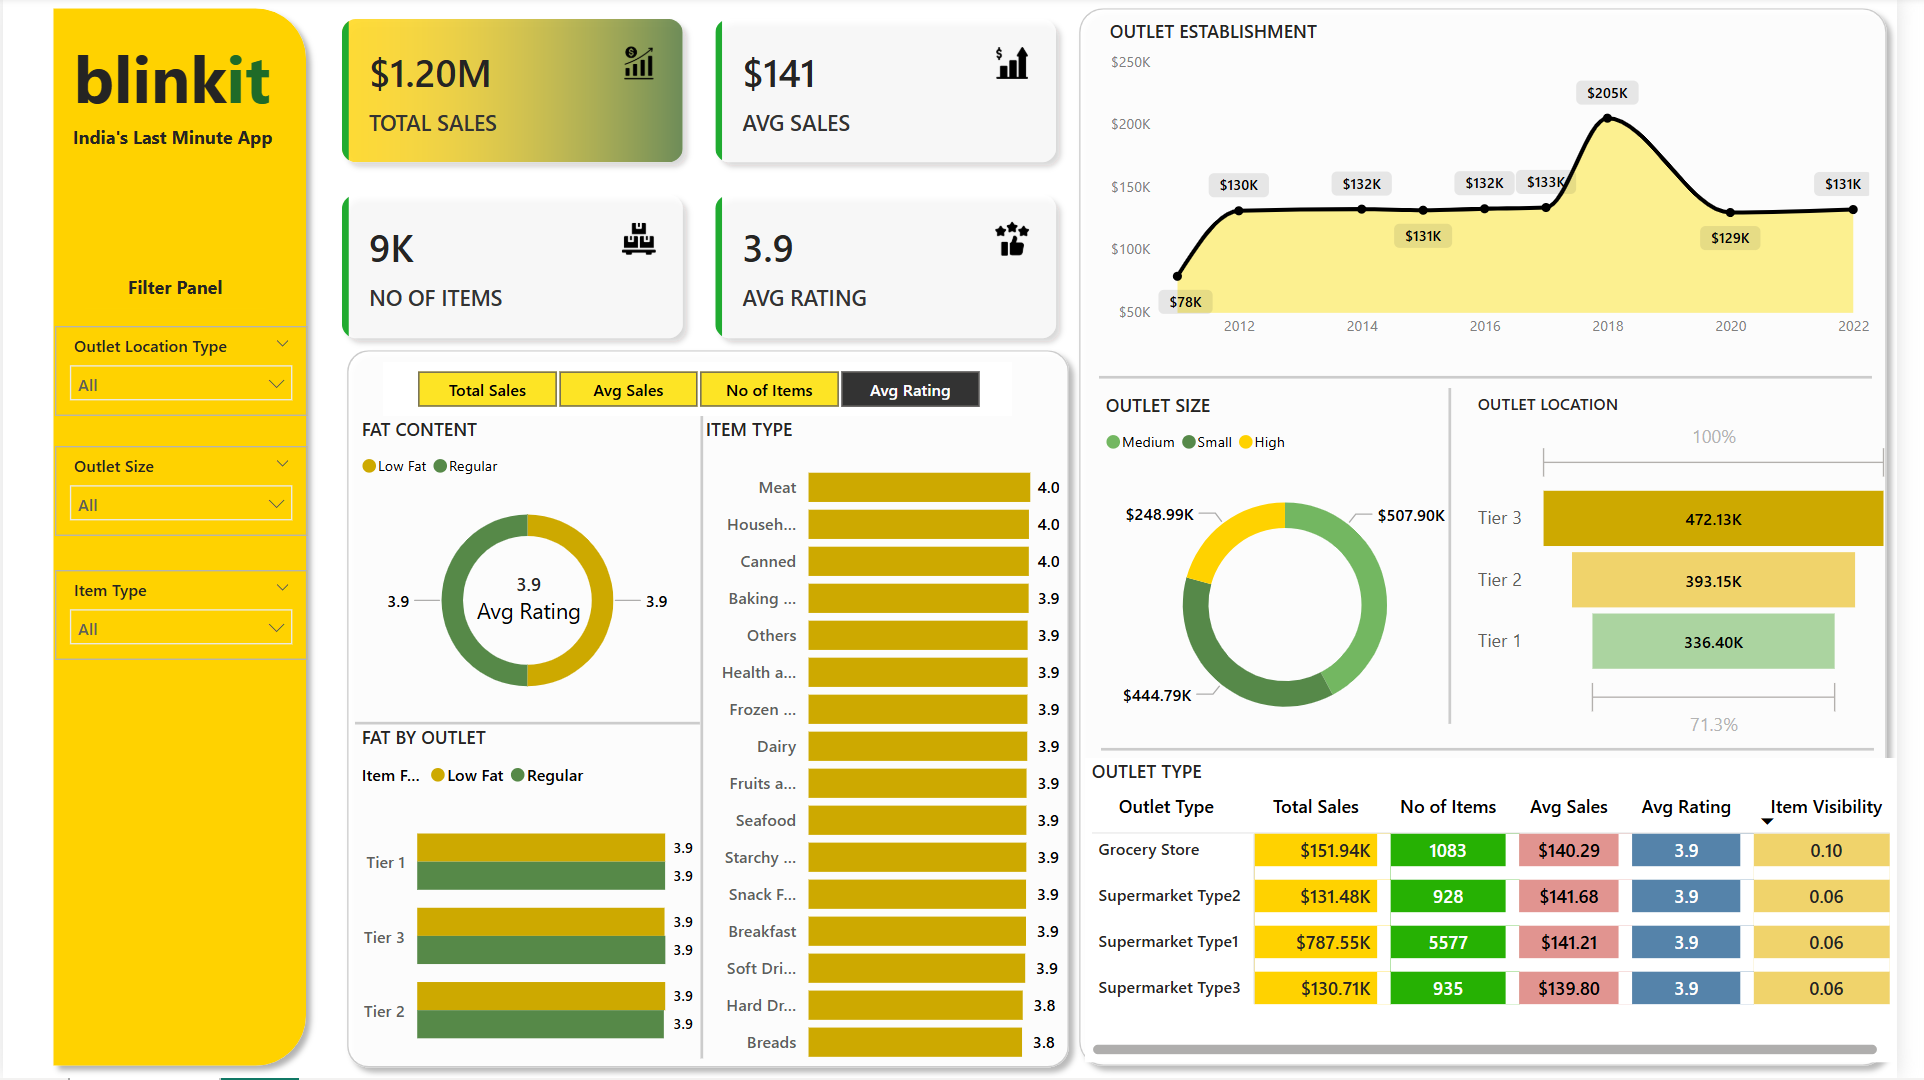 blinkit
India's Last Minute App
Filter Panel
Outlet Location Type
All
Outlet Size
All
Item Type
All
$1.20M
TOTAL SALES
$141
AVG SALES
9K
NO OF ITEMS
3.9
AVG RATING
Total Sales
Avg Sales
No of Items
Avg Rating
FAT CONTENT
Low Fat Regular
3.9
3.9
Avg Rating
3.9
FAT BY OUTLET
Item F... Low Fat Regular
Tier 1 3.9
3.9
Tier 3 3.9
3.9
Tier 2 3.9
3.9
ITEM TYPE
Meat 4.0
Househ... 4.0
Canned 4.0
Baking ... 3.9
Others 3.9
Health a... 3.9
Frozen ... 3.9
Dairy 3.9
Fruits a... 3.9
Seafood 3.9
Starchy ... 3.9
Snack F... 3.9
Breakfast 3.9
Soft Dri... 3.9
Hard Dr... 3.8
Breads 3.8
OUTLET ESTABLISHMENT
$250K
$200K
$150K
$100K
$50K
$78K
$130K
$132K
$131K
$132K
$133K
$205K
$129K
$131K
2012 2014 2016 2018 2020 2022
OUTLET SIZE
Medium Small High
$248.99K
$507.90K
$444.79K
OUTLET LOCATION
100%
Tier 3 472.13K
Tier 2 393.15K
Tier 1 336.40K
71.3%
OUTLET TYPE
Outlet Type Total Sales No of Items Avg Sales Avg Rating Item Visibility
Grocery Store $151.94K 1083 $140.29 3.9 0.10
Supermarket Type2 $131.48K 928 $141.68 3.9 0.06
Supermarket Type1 $787.55K 5577 $141.21 3.9 0.06
Supermarket Type3 $130.71K 935 $139.80 3.9 0.06